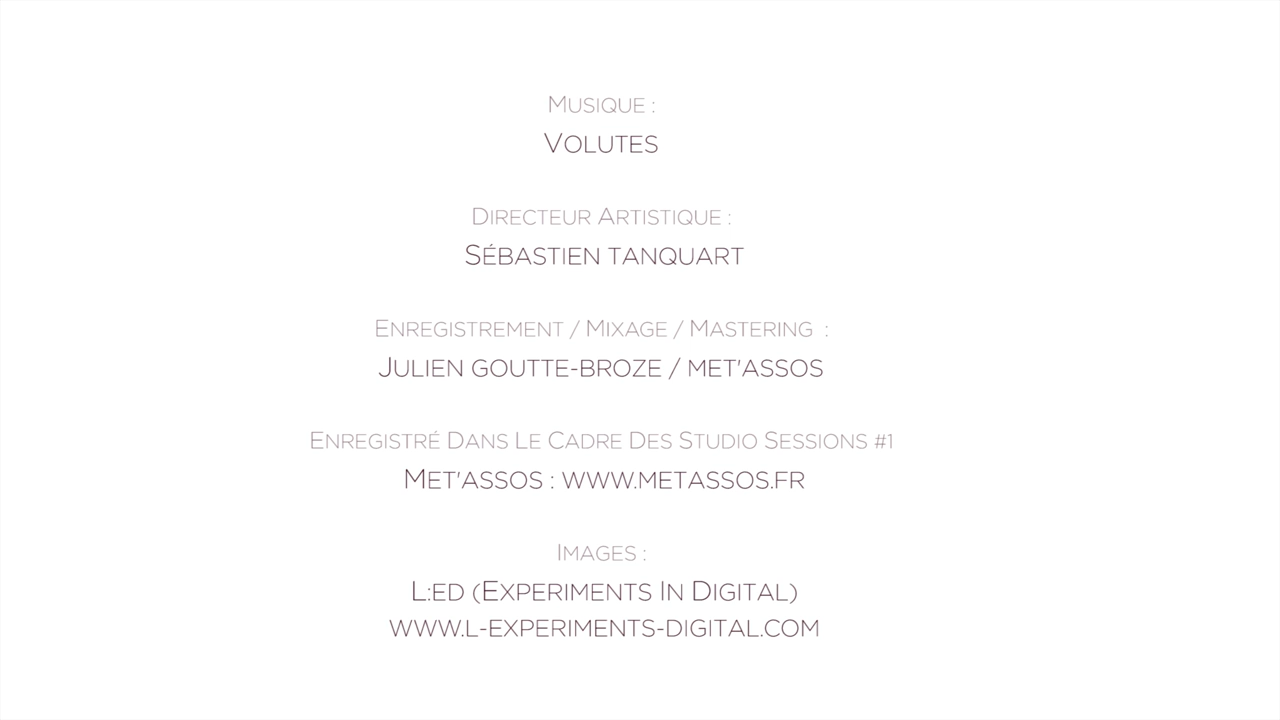 Musique :
Volutes
Directeur Artistique :
Sébastien tanquart
Enregistrement / Mixage / Mastering :
Julien goutte-broze / met'assos
Enregistré Dans Le Cadre Des Studio Sessions #1
Met'assos : www.metassos.fr
Images :
L:ed (Experiments In Digital)
www.l-experiments-digital.com